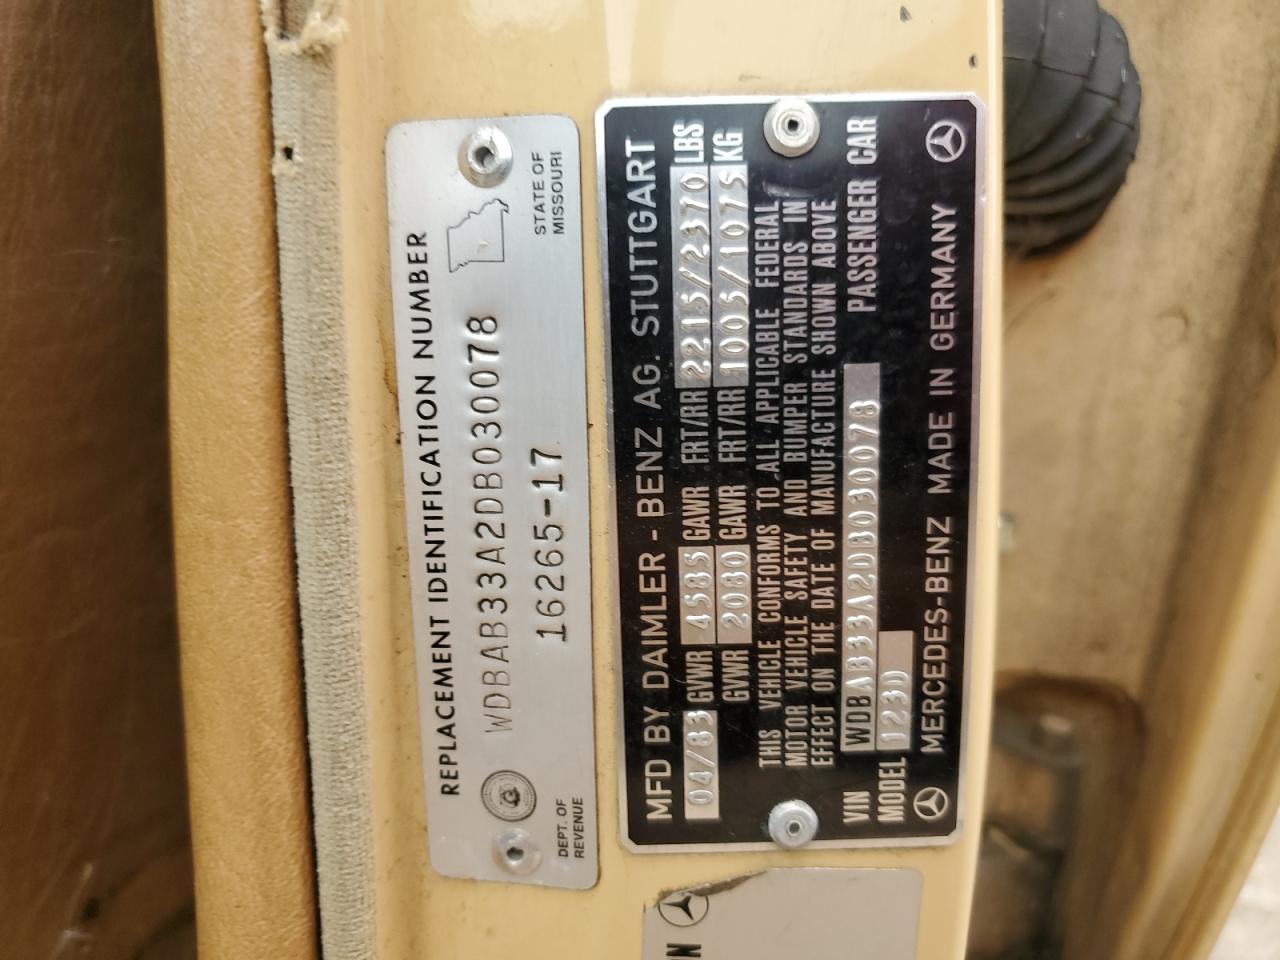 REPLACEMENT IDENTIFICATION NUMBER
WDBAB33A2DB030078
16265-17
DEPT. OF
REVENUE
STATE OF
MISSOURI
MFD BY DAIMLER-BENZ AG. STUTTGART
04/83 GVWR 4585 GAWR FRT/RR 2215/2370 LBS
GVWR 2080 GAWR FRT/RR 1005/1075 KG
THIS VEHICLE CONFORMS TO ALL APPLICABLE FEDERAL
MOTOR VEHICLE SAFETY AND BUMPER STANDARDS IN
EFFECT ON THE DATE OF MANUFACTURE SHOWN ABOVE
VIN WDBAB33A2DB030078 PASSENGER CAR
MODEL 123D
MERCEDES-BENZ MADE IN GERMANY